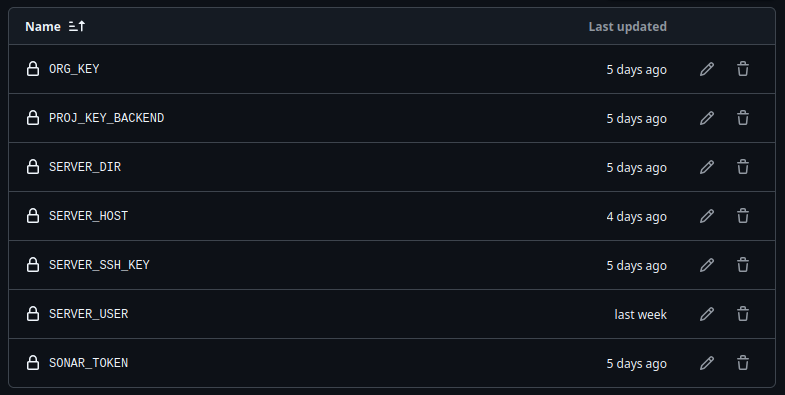 Name Last updated
ORG_KEY 5 days ago
PROJ_KEY_BACKEND 5 days ago
SERVER_DIR 5 days ago
SERVER_HOST 4 days ago
SERVER_SSH_KEY 5 days ago
SERVER_USER last week
SONAR_TOKEN 5 days ago